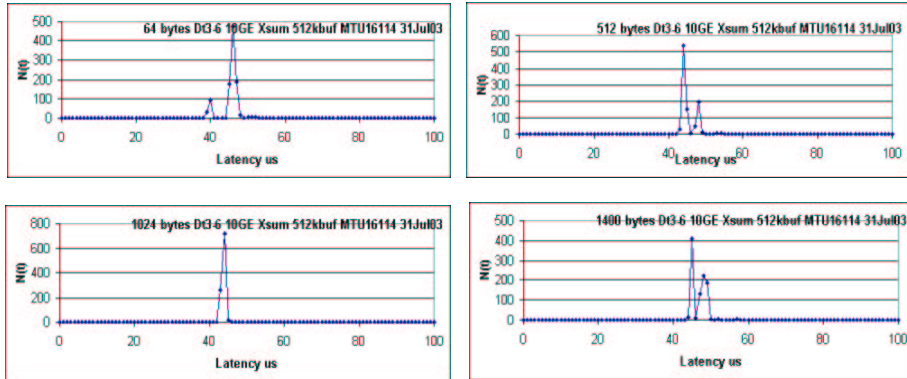 64 bytes Dt3-6 10GE Xsum 512kbuf MTU16114 31Jul03
N(t)
500
400
300
200
100
0
0 20 40 60 80 100
Latency us
512 bytes Dt3-6 10GE Xsum 512kbuf MTU16114 31Jul03
N(t)
600
500
400
300
200
100
0
0 20 40 60 80 100
Latency us
1024 bytes Dt3-6 10GE Xsum 512kbuf MTU16114 31Jul03
N(t)
800
600
400
200
0
0 20 40 60 80 100
Latency us
1400 bytes Dt3-6 10GE Xsum 512kbuf MTU16114 31Jul03
N(t)
500
400
300
200
100
0
0 20 40 60 80 100
Latency us